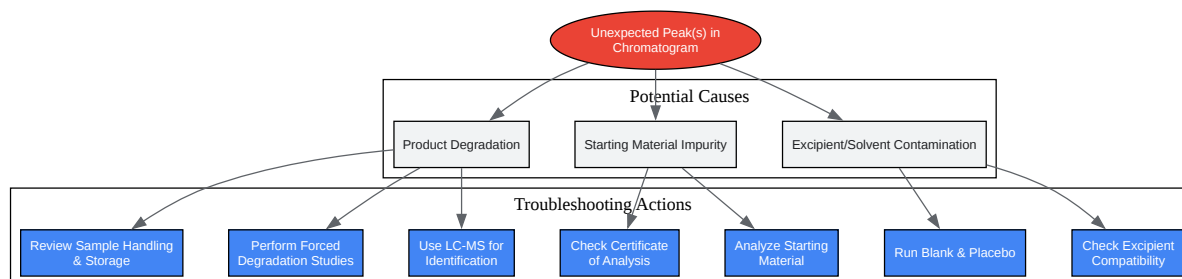 Unexpected Peak(s) in
Chromatogram
Potential Causes
Product Degradation
Starting Material Impurity
Excipient/Solvent Contamination
Troubleshooting Actions
Review Sample Handling
& Storage
Perform Forced
Degradation Studies
Use LC-MS for
Identification
Check Certificate
of Analysis
Analyze Starting
Material
Run Blank & Placebo
Check Excipient
Compatibility